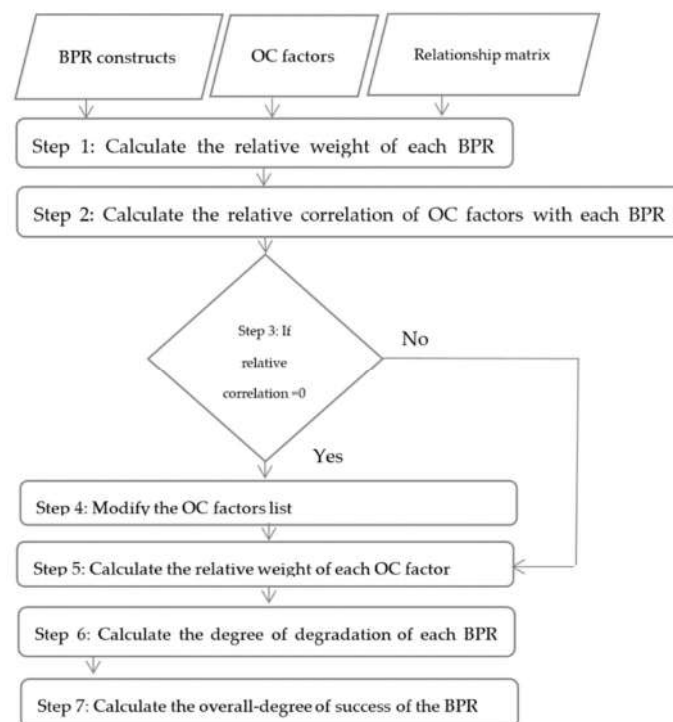 BPR constructs
OC factors
Relationship matrix
Step 1: Calculate the relative weight of each BPR
Step 2: Calculate the relative correlation of OC factors with each BPR
Step 3: If
relative
correlation =0
No
Yes
Step 4: Modify the OC factors list
Step 5: Calculate the relative weight of each OC factor
Step 6: Calculate the degree of degradation of each BPR
Step 7: Calculate the overall-degree of success of the BPR